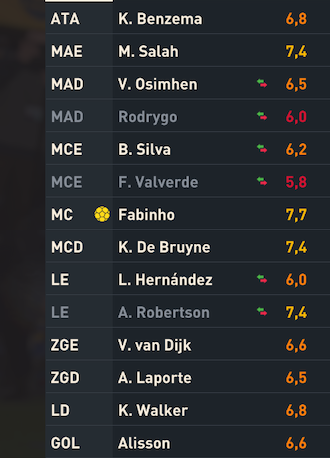 ATA K. Benzema 6,8
MAE M. Salah 7,4
MAD V. Osimhen 6,5
MAD Rodrygo 6,0
MCE B. Silva 6,2
MCE F. Valverde 5,8
MC Fabinho 7,7
MCD K. De Bruyne 7,4
LE L. Hernández 6,0
LE A. Robertson 7,4
ZGE V. van Dijk 6,6
ZGD A. Laporte 6,5
LD K. Walker 6,8
GOL Alisson 6,6